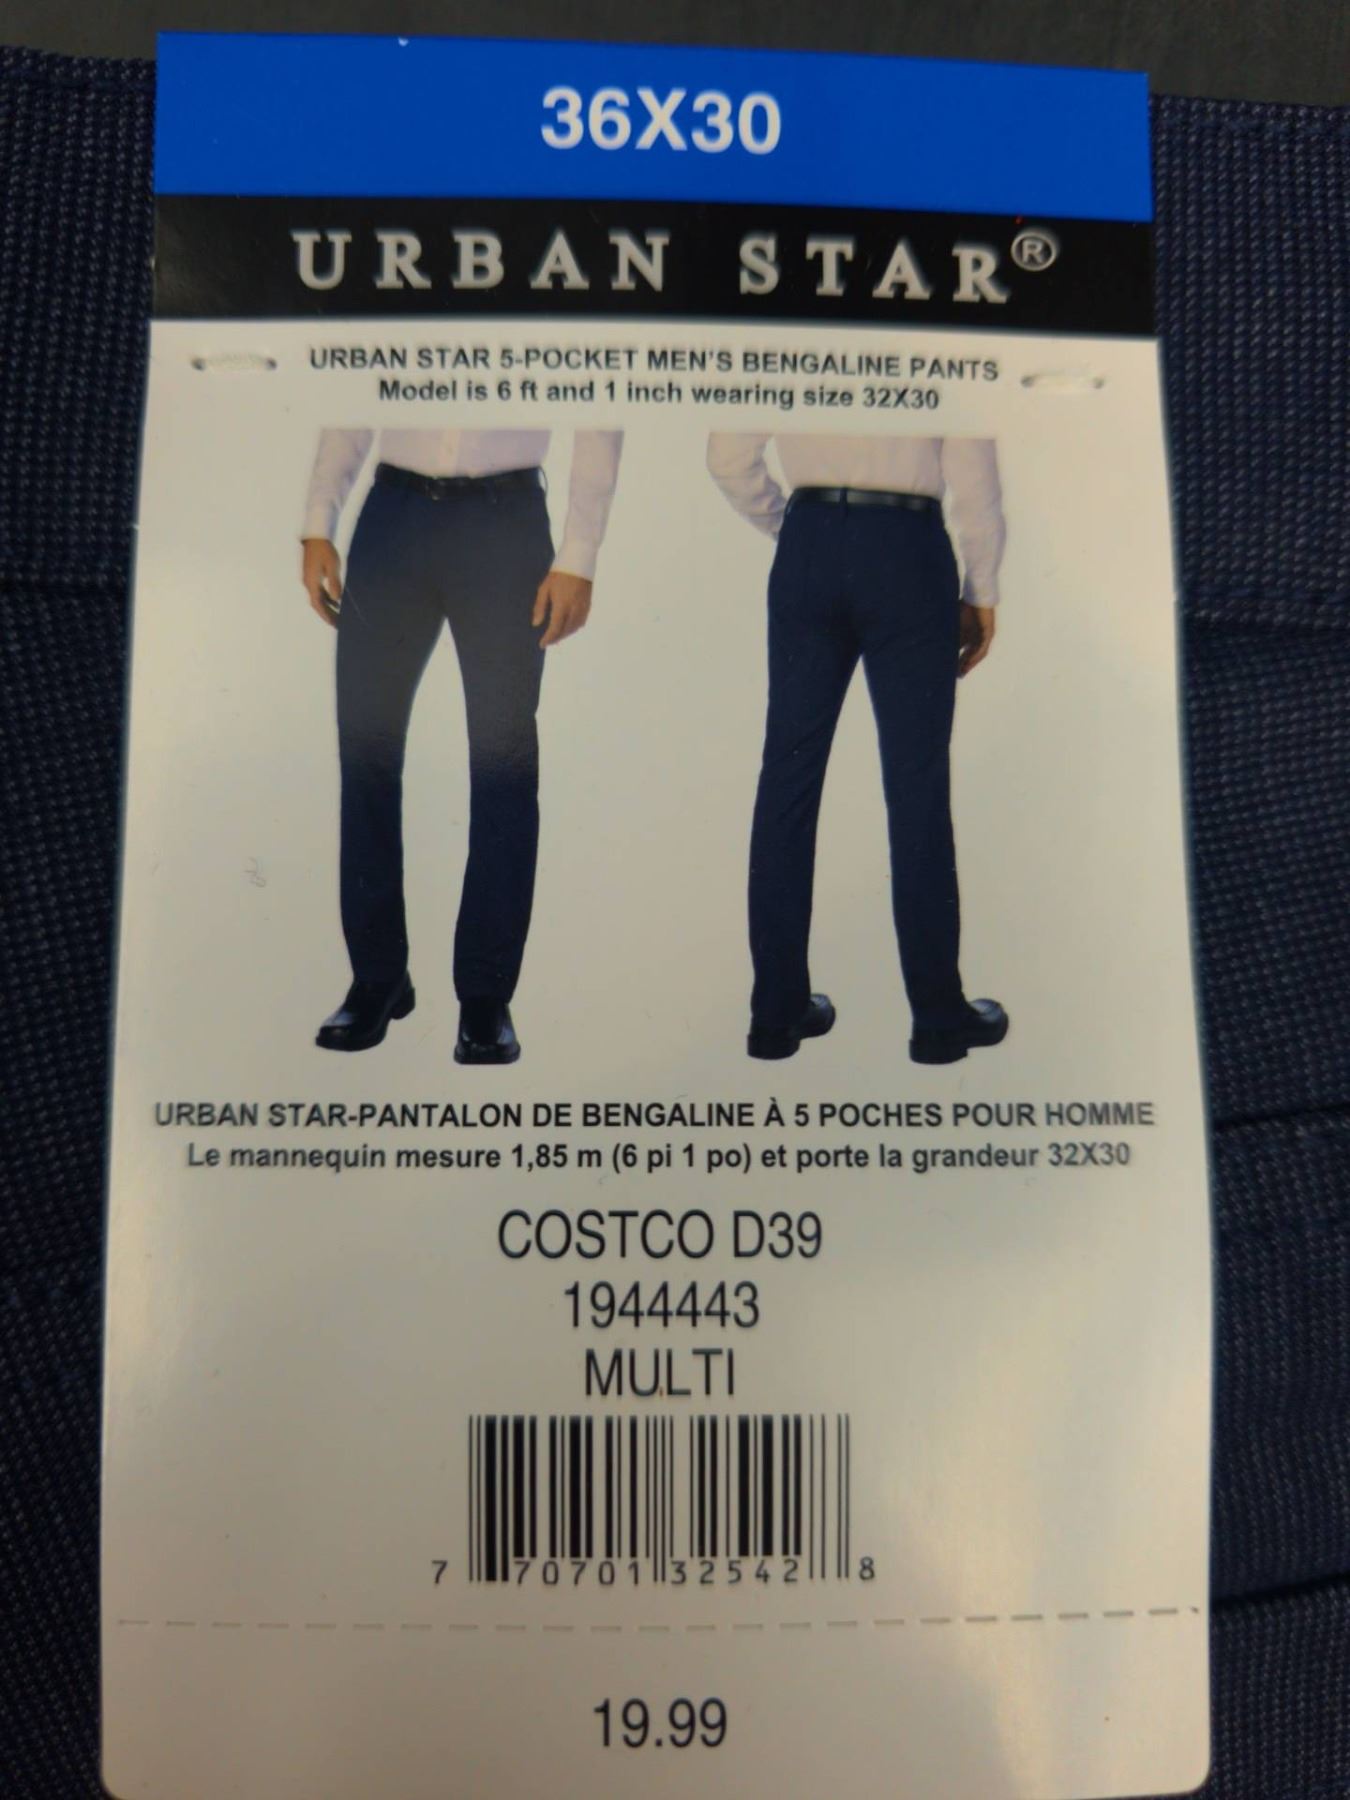 36X30
URBAN STAR®
URBAN STAR 5-POCKET MEN'S BENGALINE PANTS
Model is 6 ft and 1 inch wearing size 32X30
URBAN STAR-PANTALON DE BENGALINE À 5 POCHES POUR HOMME
Le mannequin mesure 1,85 m (6 pi 1 po) et porte la grandeur 32X30
COSTCO D39
1944443
MULTI
7 70701 32542 8
19.99